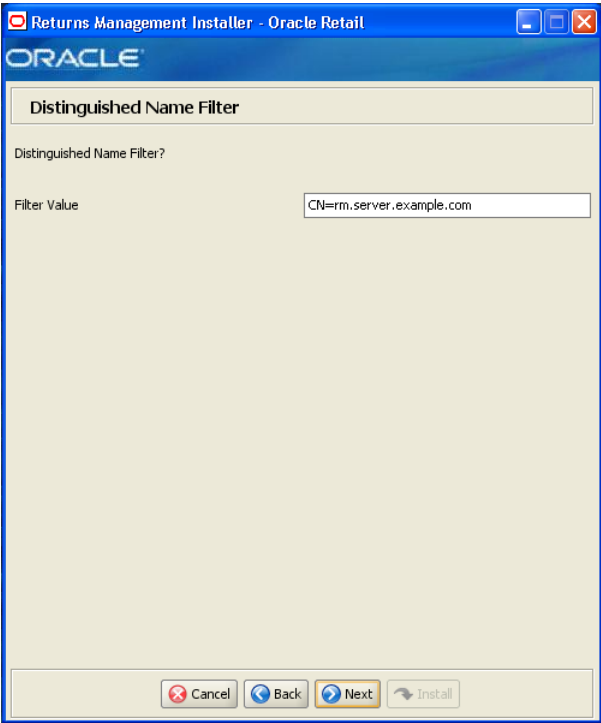 Returns Management Installer - Oracle Retail
ORACLE
Distinguished Name Filter
Distinguished Name Filter?
Filter Value CN=rm.server.example.com
Cancel Back Next Install